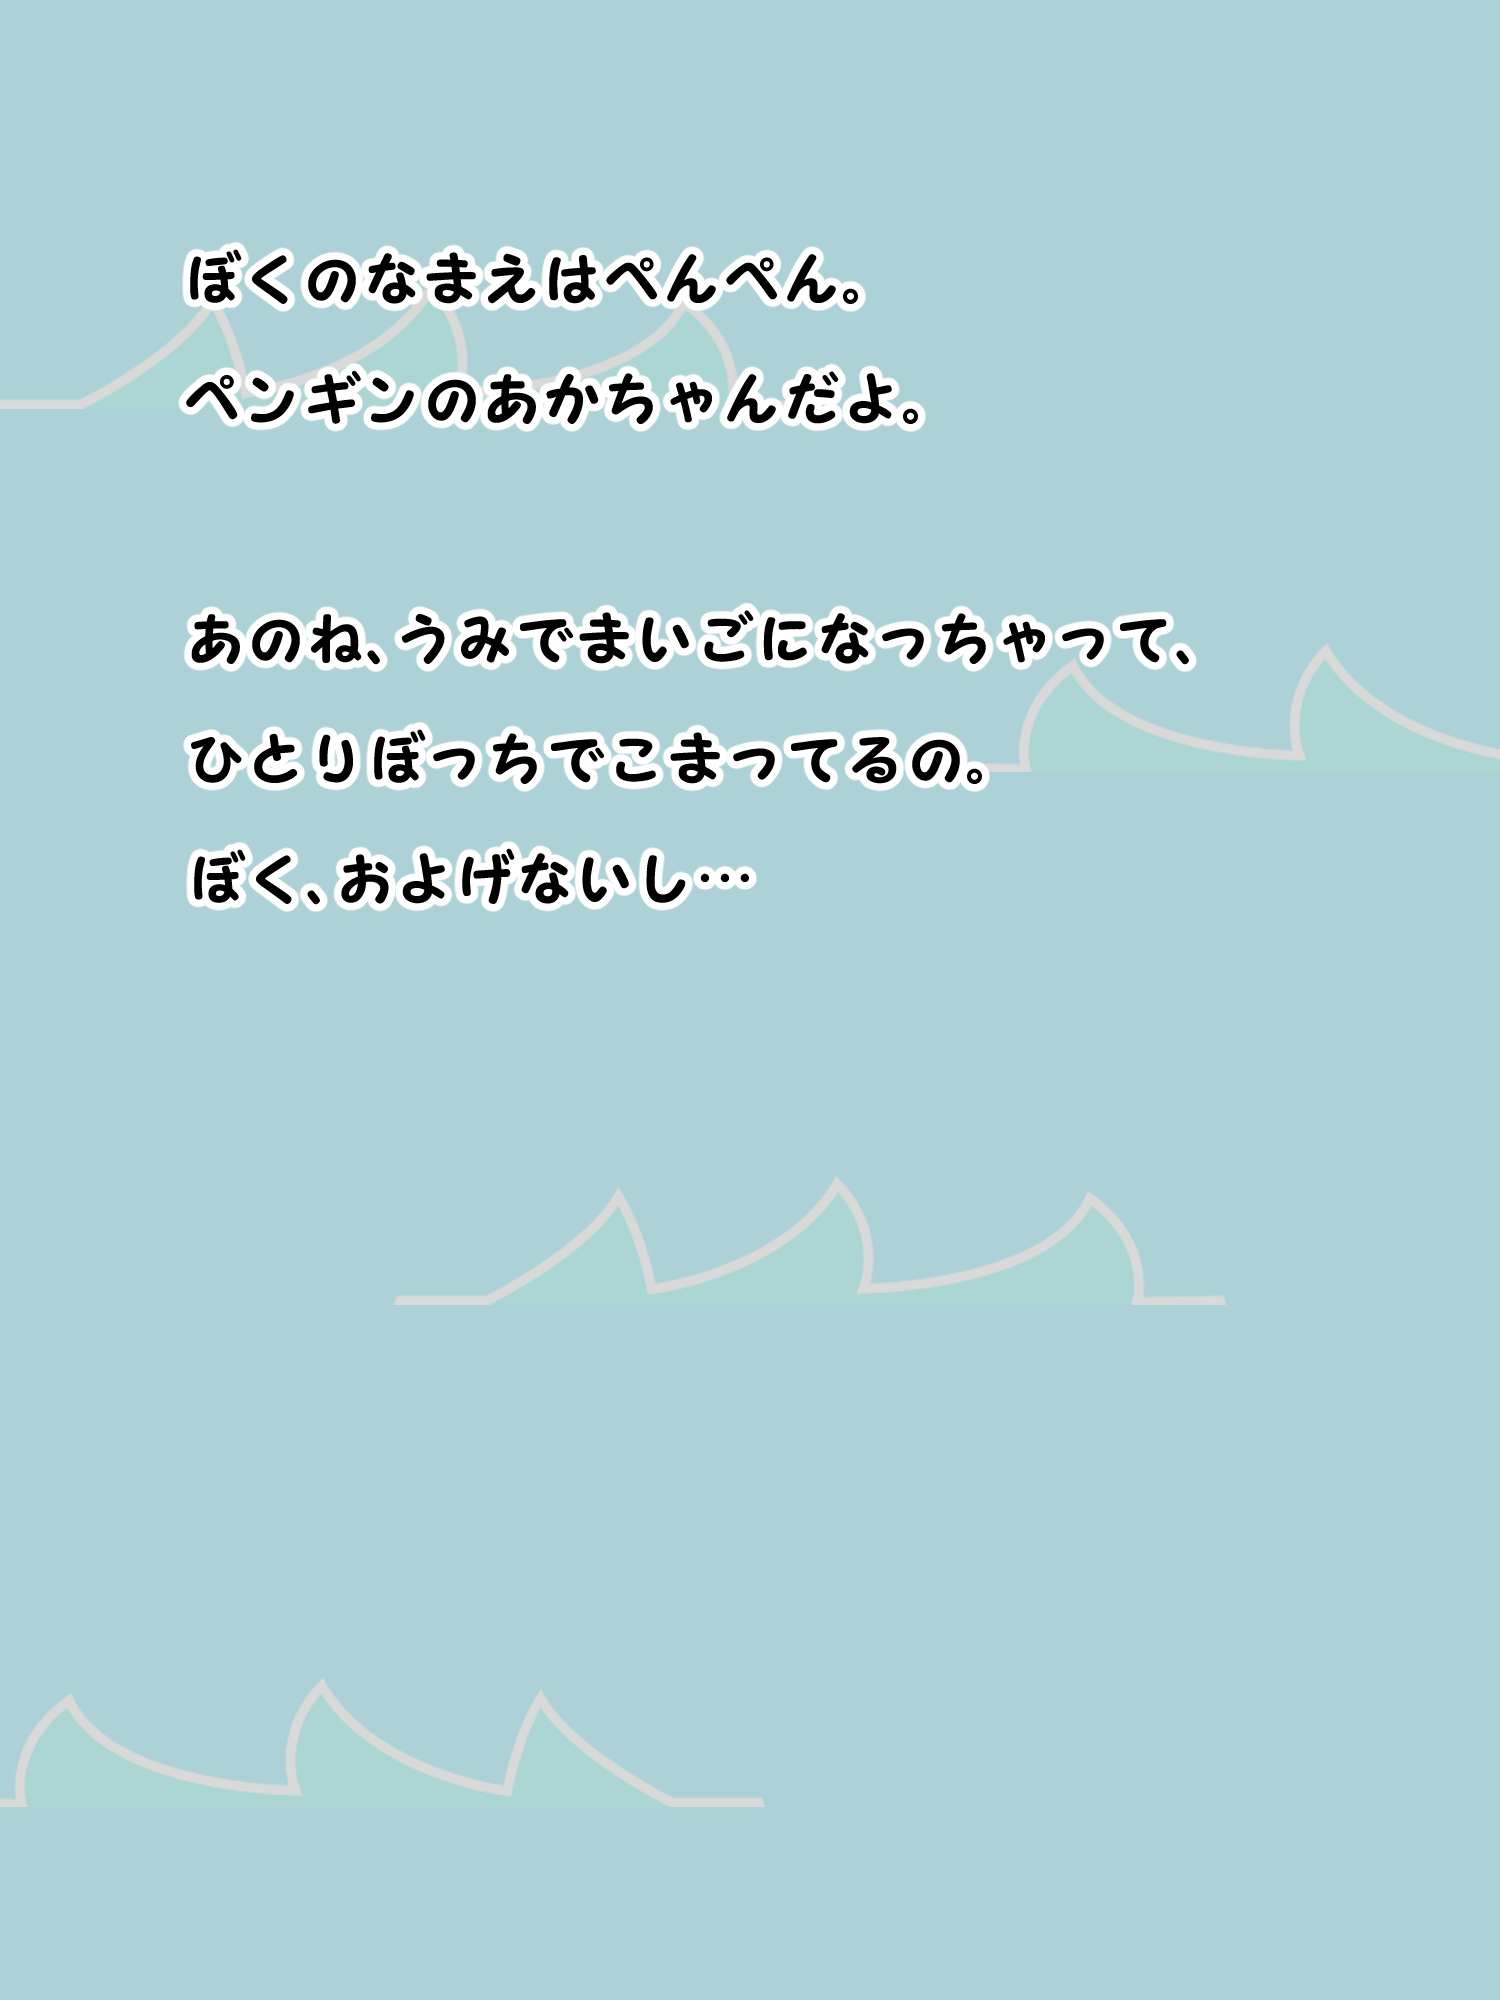 ぼくのなまえはぺんぺん。
ペンギンのあかちゃんだよ。
あのね、うみでまいごになっちゃって、
ひとりぼっちでこまってるの。
ぼく、およげないし…